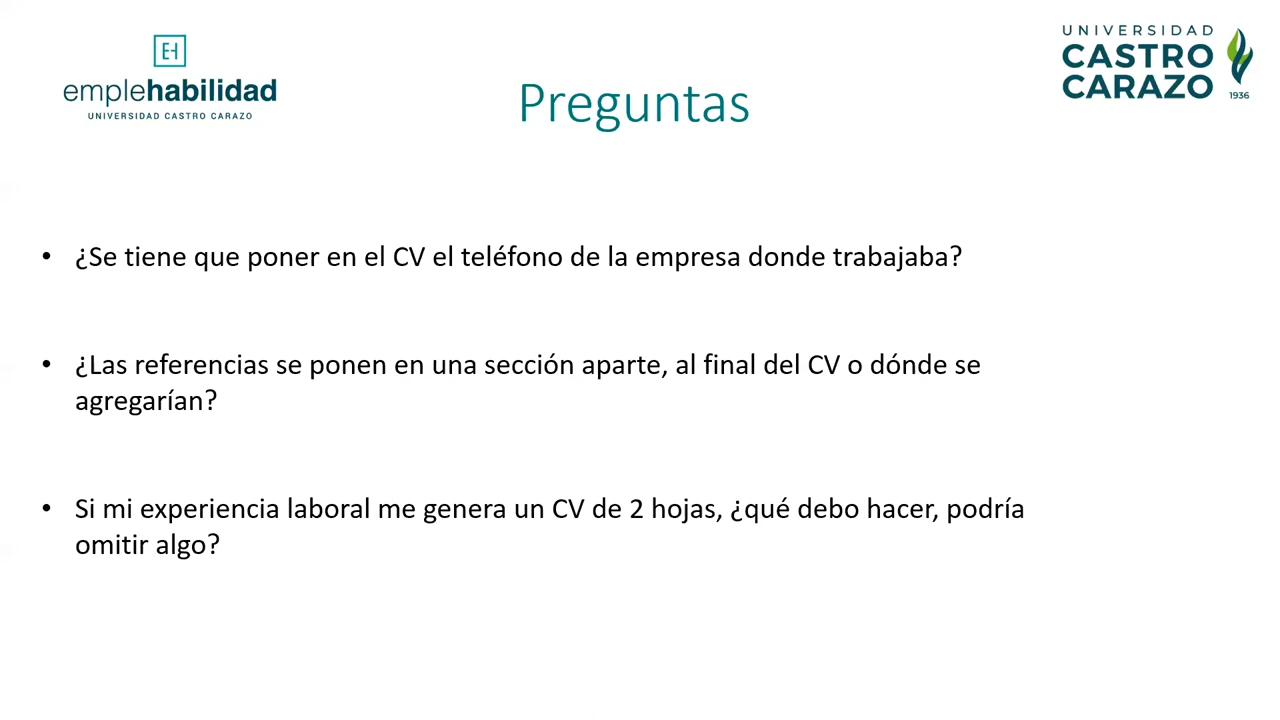 EH
emplehabilidad
UNIVERSIDAD CASTRO CARAZO
UNIVERSIDAD
CASTRO
CARAZO
1936
Preguntas
• ¿Se tiene que poner en el CV el teléfono de la empresa donde trabajaba?
• ¿Las referencias se ponen en una sección aparte, al final del CV o dónde se
agregarían?
• Si mi experiencia laboral me genera un CV de 2 hojas, ¿qué debo hacer, podría
omitir algo?